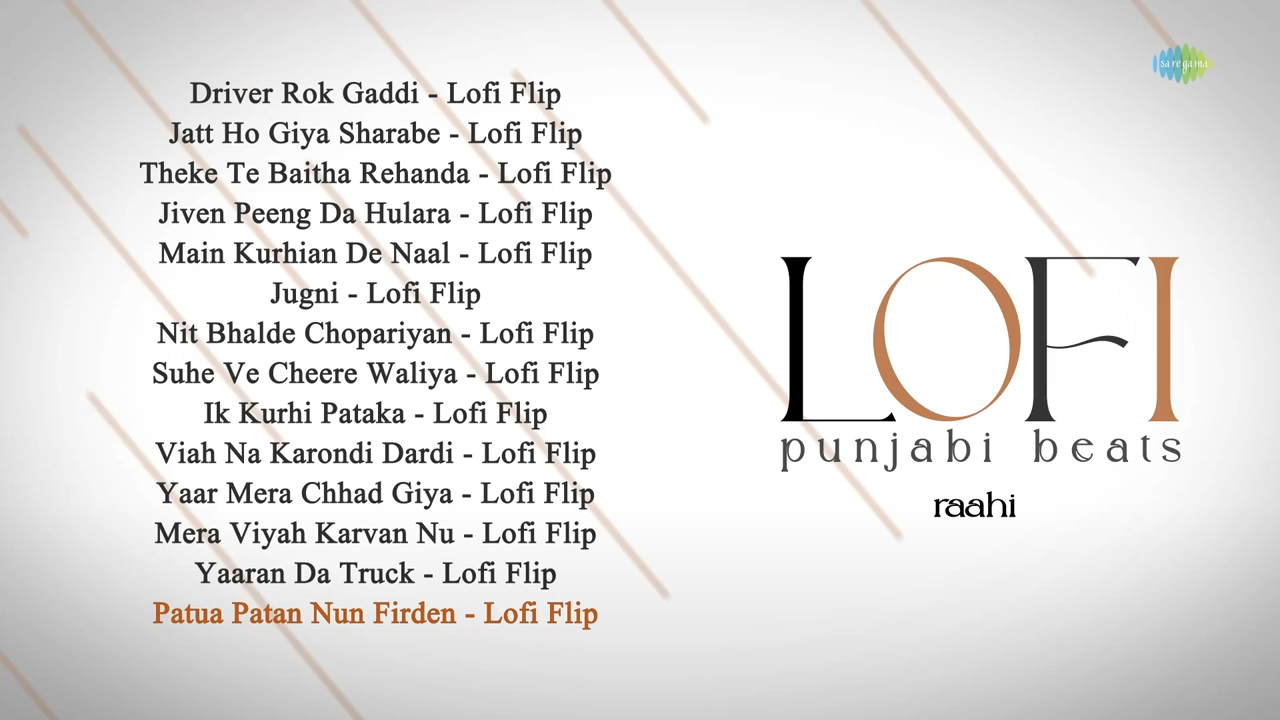 Driver Rok Gaddi - Lofi Flip
Jatt Ho Giya Sharabe - Lofi Flip
Theke Te Baitha Rehanda - Lofi Flip
Jiven Peeng Da Hulara - Lofi Flip
Main Kurhian De Naal - Lofi Flip
Jugni - Lofi Flip
Nit Bhalde Chopariyan - Lofi Flip
Suhe Ve Cheere Waliya - Lofi Flip
Ik Kurhi Pataka - Lofi Flip
Viah Na Karondi Dardi - Lofi Flip
Yaar Mera Chhad Giya - Lofi Flip
Mera Viyah Karvan Nu - Lofi Flip
Yaaran Da Truck - Lofi Flip
Patua Patan Nun Firden - Lofi Flip
sa re ga ma
LOFI
punjabi beats
raahi